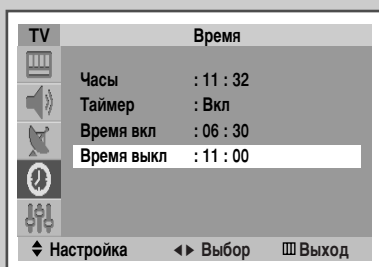 TV Время
Часы : 11 : 32
Таймер : Вкл
Время вкл : 06 : 30
Время выкл : 11 : 00
Настройка Выбор Выход